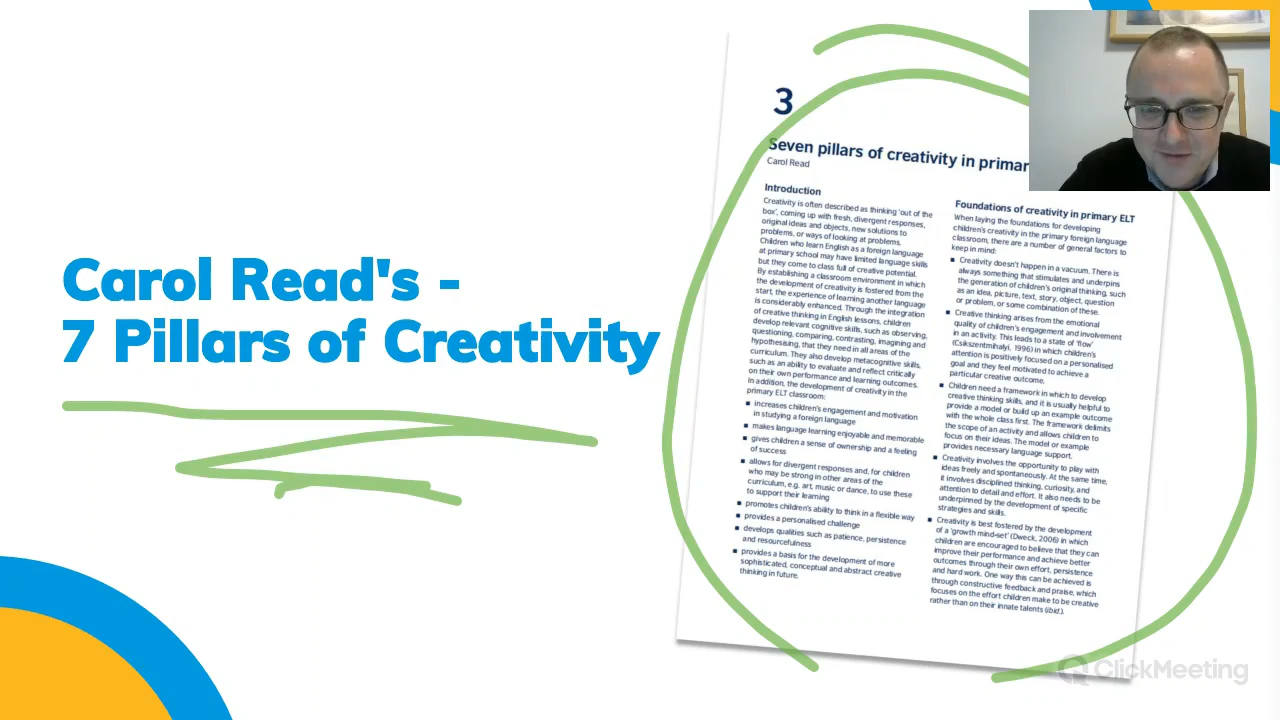 Carol Read's -
7 Pillars of Creativity
3
Seven pillars of creativity in primar
Carol Read
Introduction
Creativity is often described as thinking 'out of the
box', coming up with fresh, divergent responses,
original ideas and objects, new solutions to
problems, or ways of looking at problems.
Children who learn English as a foreign language
at primary school may have limited language skills
but they come to class full of creative potential.
By establishing a classroom environment in which
the development of creativity is fostered from the
start, the experience of learning another language
is considerably enhanced. Through the integration
of creative thinking in English lessons, children
develop relevant cognitive skills, such as observing,
questioning, comparing, contrasting, imagining and
hypothesising, that they need in all areas of the
curriculum. They also develop metacognitive skills,
such as an ability to evaluate and reflect critically
on their own performance and learning outcomes.
In addition, the development of creativity in the
primary ELT classroom:
■ increases children's engagement and motivation
in studying a foreign language
■ makes language learning enjoyable and memorable
■ gives children a sense of ownership and a feeling
of success
■ allows for divergent responses and, for children
who may be strong in other areas of the
curriculum, e.g. art, music or dance, to use these
to support their learning
■ promotes children's ability to think in a flexible way
■ provides a personalised challenge
■ develops qualities such as patience, persistence
and resourcefulness
■ provides a basis for the development of more
sophisticated, conceptual and abstract creative
thinking in future.
Foundations of creativity in primary ELT
When laying the foundations for developing
children's creativity in the primary foreign language
classroom, there are a number of general factors to
keep in mind:
■ Creativity doesn't happen in a vacuum. There is
always something that stimulates and underpins
the generation of children's original thinking, such
as an idea, picture, text, story, object, question
or problem, or some combination of these.
■ Creative thinking arises from the emotional
quality of children's engagement and involvement
in an activity. This leads to a state of 'flow'
(Csikszentmihalyi, 1996) in which children's
attention is positively focused on a personalised
goal and they feel motivated to achieve a
particular creative outcome.
■ Children need a framework in which to develop
creative thinking skills, and it is usually helpful to
provide a model or build up an example outcome
with the whole class first. The framework delimits
the scope of an activity and allows children to
focus on their ideas. The model or example
provides necessary language support.
■ Creativity involves the opportunity to play with
ideas freely and spontaneously. At the same time,
it involves disciplined thinking, curiosity, and
attention to detail and effort. It also needs to be
underpinned by the development of specific
strategies and skills.
■ Creativity is best fostered by the development
of a 'growth mind-set' (Dweck, 2006) in which
children are encouraged to believe that they can
improve their performance and achieve better
outcomes through their own effort, persistence
and hard work. One way this can be achieved is
through constructive feedback and praise, which
focuses on the effort children make to be creative
rather than on their innate talents (ibid.).
ClickMeeting